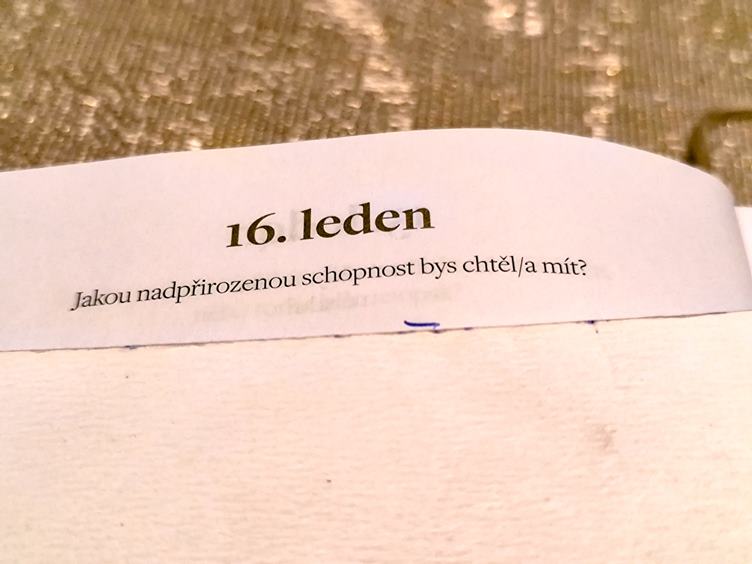 16. leden
Jakou nadpřirozenou schopnost bys chtěl/a mít?